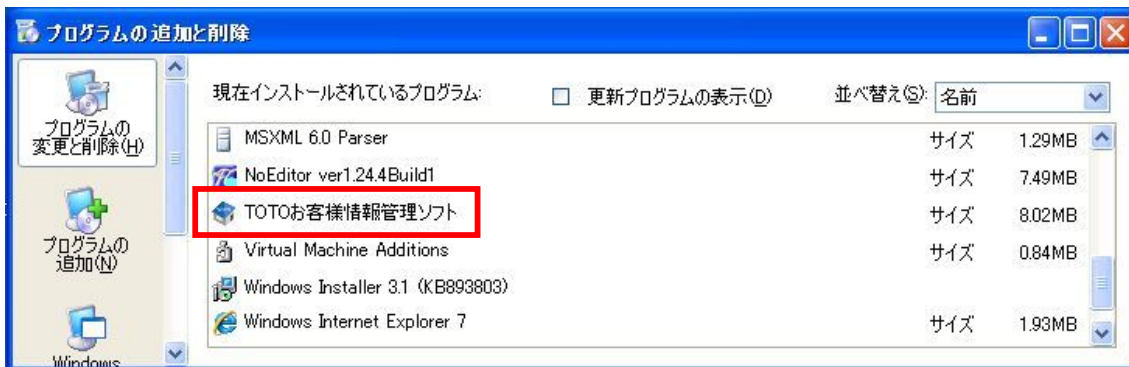 プログラムの追加と削除
プログラムの
変更と削除(H)
プログラムの
追加(N)
Windows
現在インストールされているプログラム:
更新プログラムの表示(D)
並べ替え(S): 名前
MSXML 6.0 Parser サイズ 1.29MB
NoEditor ver1.24.4Build1 サイズ 7.49MB
TOTOお客様情報管理ソフト サイズ 8.02MB
Virtual Machine Additions サイズ 0.84MB
Windows Installer 3.1 (KB893803)
Windows Internet Explorer 7 サイズ 1.93MB